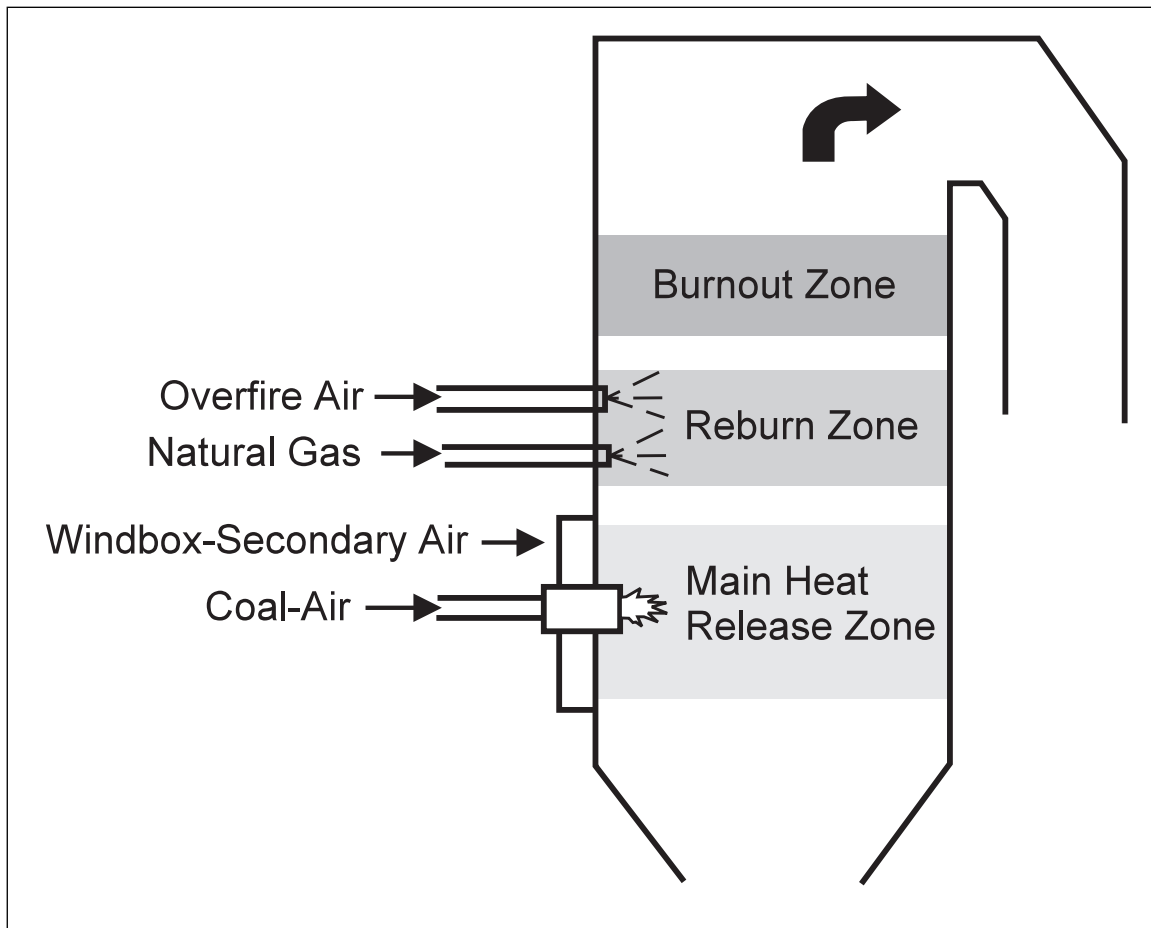 Burnout Zone
Overfire Air
Reburn Zone
Natural Gas
Windbox-Secondary Air
Main Heat
Release Zone
Coal-Air